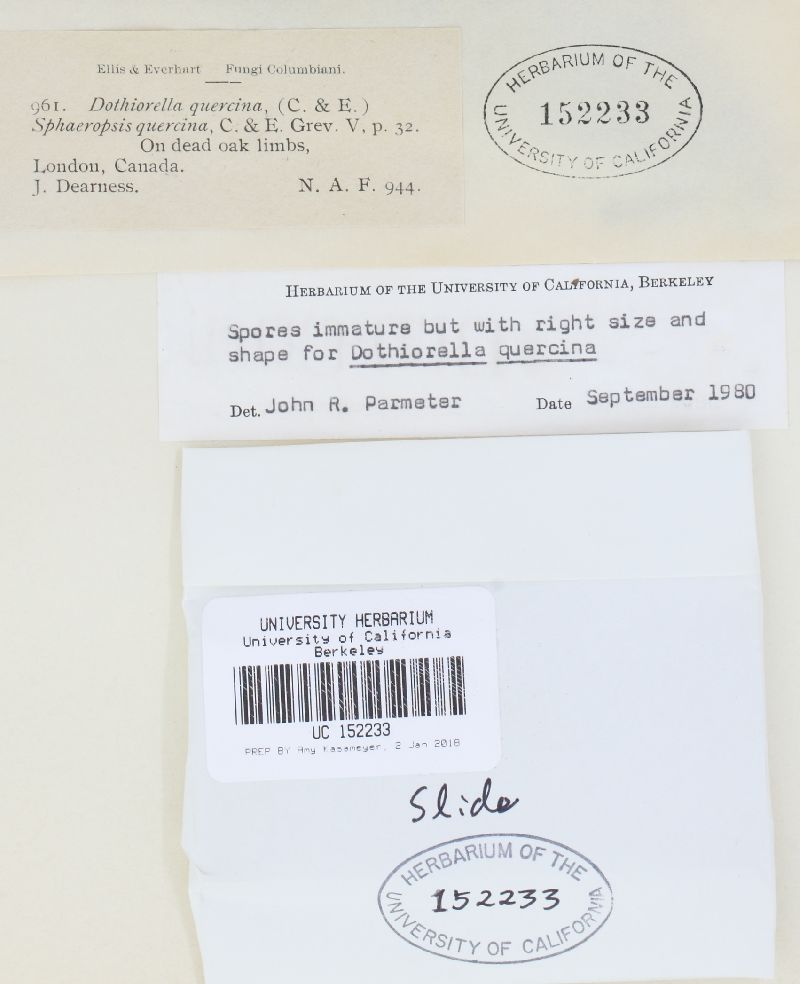 Ellis & Everhart Fungi Columbiani.
961. Dothiorella quercina, (C. & E.)
Sphaeropsis quercina, C. & E. Grev. V, p. 32.
On dead oak limbs,
London, Canada.
J. Dearness. N. A. F. 944.
HERBARIUM OF THE
152233
UNIVERSITY OF CALIFORNIA
HERBARIUM OF THE UNIVERSITY OF CALIFORNIA, BERKELEY
Spores immature but with right size and
shape for Dothiorella quercina
Det. John R. Parmeter Date September 1980
UNIVERSITY HERBARIUM
University of California
Berkeley
UC 152233
PREP BY Amy Kasameyer, 2 Jan 2018
Slide
HERBARIUM OF THE
152233
UNIVERSITY OF CALIFORNIA